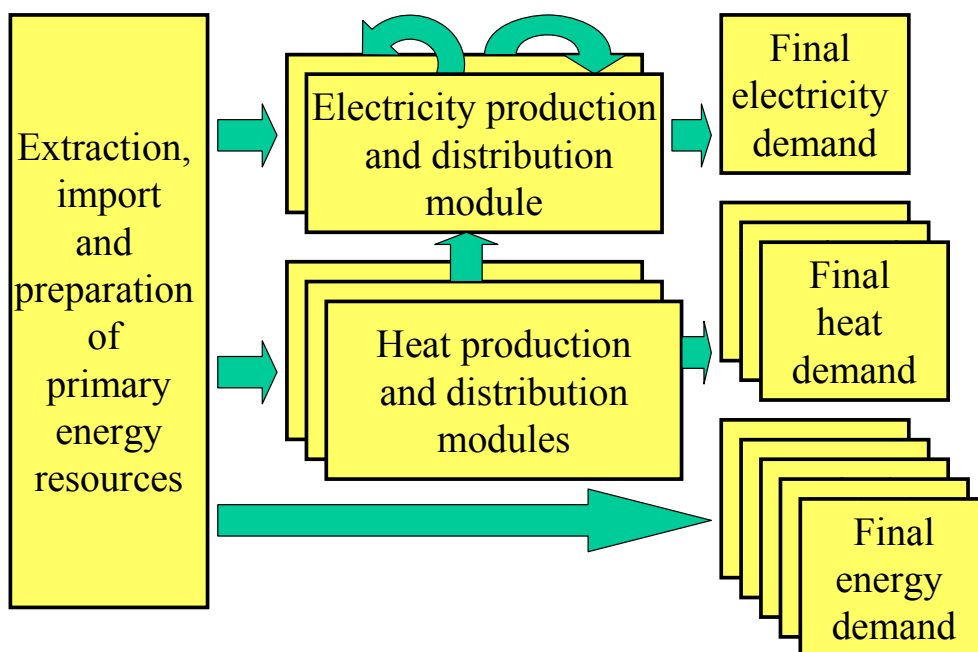 Extraction,
import
and
preparation
of
primary
energy
resources
Electricity production
and distribution
module
Final
electricity
demand
Heat production
and distribution
modules
Final
heat
demand
Final
energy
demand